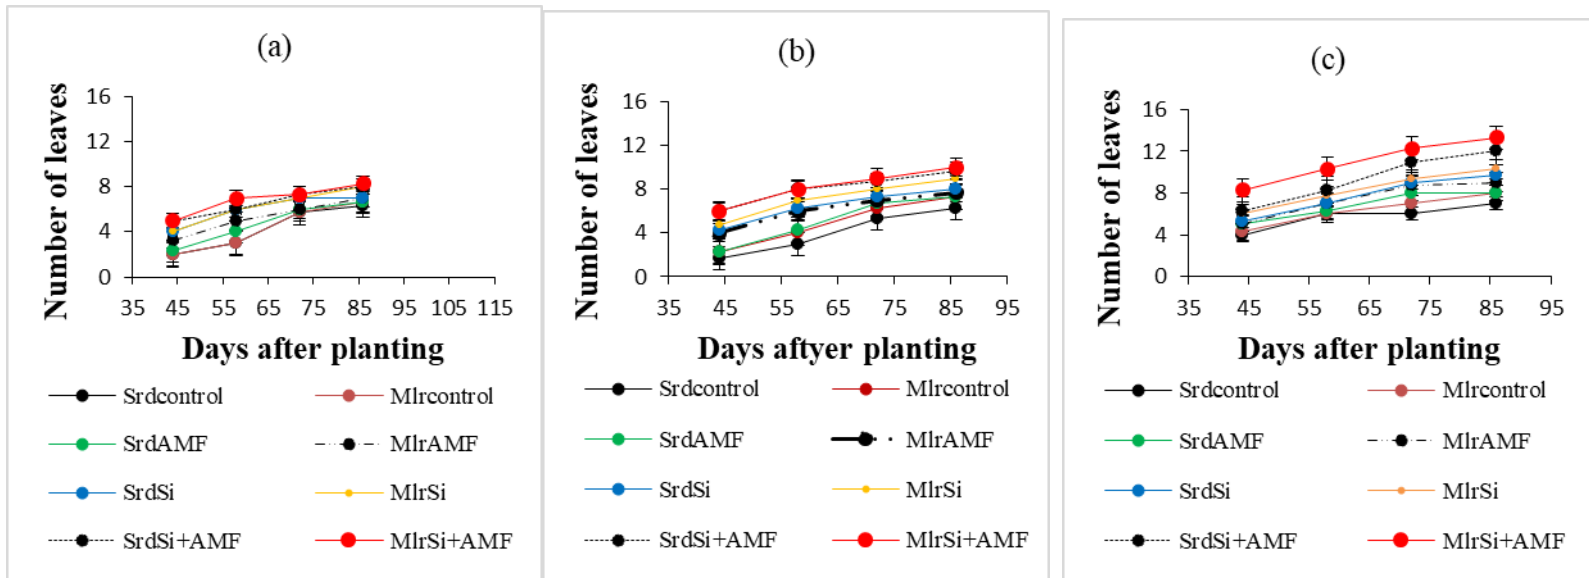 (a)
Number of leaves
16
12
8
4
0
35 45 55 65 75 85 95 105 115
Days after planting
Srdcontrol Mlrcontrol
SrdAMF MlrAMF
SrdSi MlrSi
SrdSi+AMF MlrSi+AMF
(b)
Number of leaves
16
12
8
4
0
35 45 55 65 75 85 95
Days aftyer planting
Srdcontrol Mlrcontrol
SrdAMF MlrAMF
SrdSi MlrSi
SrdSi+AMF MlrSi+AMF
(c)
Number of leaves
16
12
8
4
0
35 45 55 65 75 85 95
Days after planting
Srdcontrol Mlrcontrol
SrdAMF MlrAMF
SrdSi MlrSi
SrdSi+AMF MlrSi+AMF